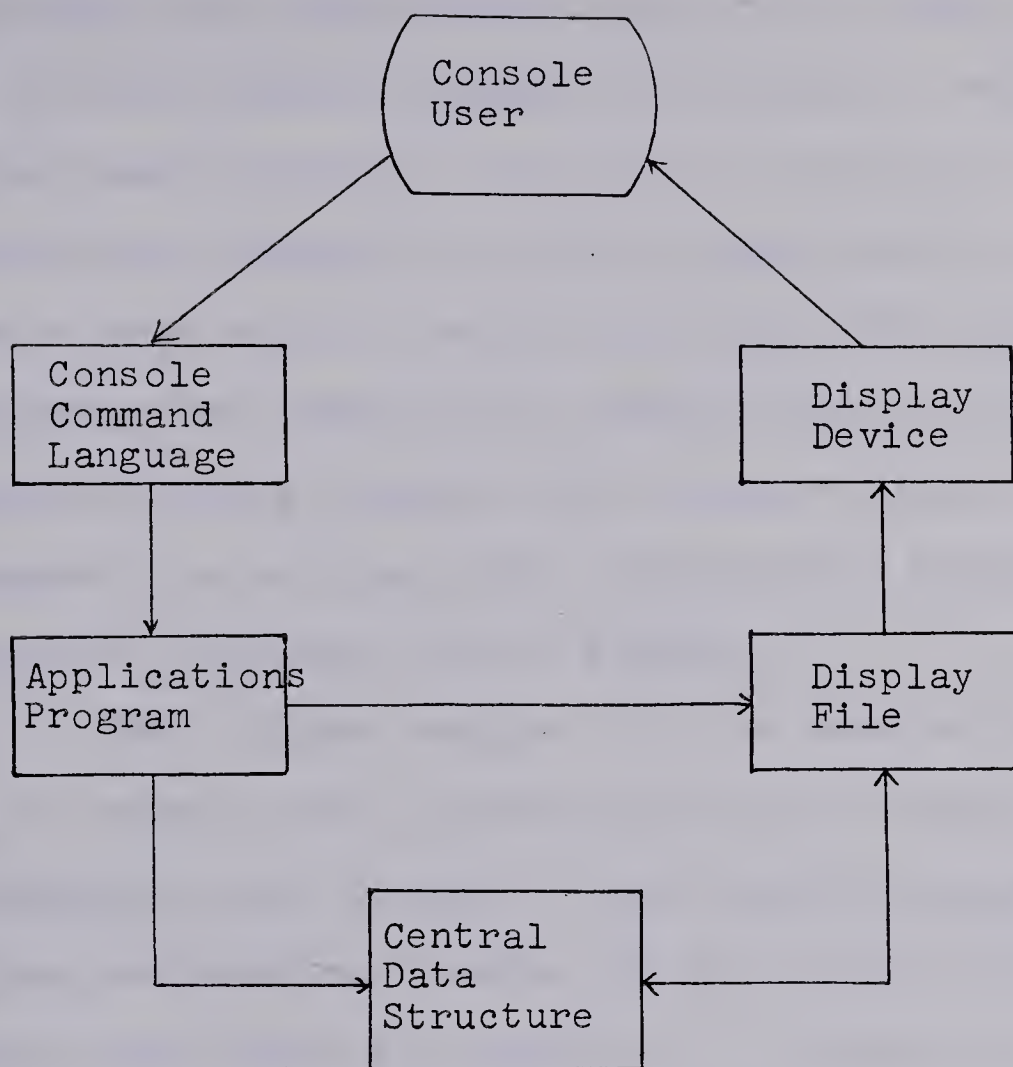 Console
User
Console
Command
Language
Display
Device
Applications
Program
Display
File
Central
Data
Structure